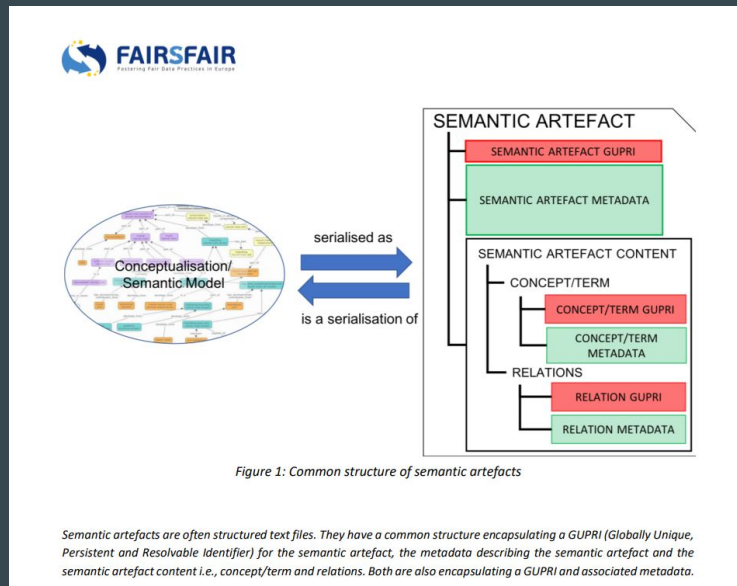 FAIRSFAIR
Fostering Fair Data Practices in Europe
SEMANTIC ARTEFACT
SEMANTIC ARTEFACT GUPRI
SEMANTIC ARTEFACT METADATA
Conceptualisation/
Semantic Model
serialised as
is a serialisation of
SEMANTIC ARTEFACT CONTENT
CONCEPT/TERM
CONCEPT/TERM GUPRI
CONCEPT/TERM
METADATA
RELATIONS
RELATION GUPRI
RELATION METADATA
Figure 1: Common structure of semantic artefacts
Semantic artefacts are often structured text files. They have a common structure encapsulating a GUPRI (Globally Unique,
Persistent and Resolvable Identifier) for the semantic artefact, the metadata describing the semantic artefact and the
semantic artefact content i.e., concept/term and relations. Both are also encapsulating a GUPRI and associated metadata.